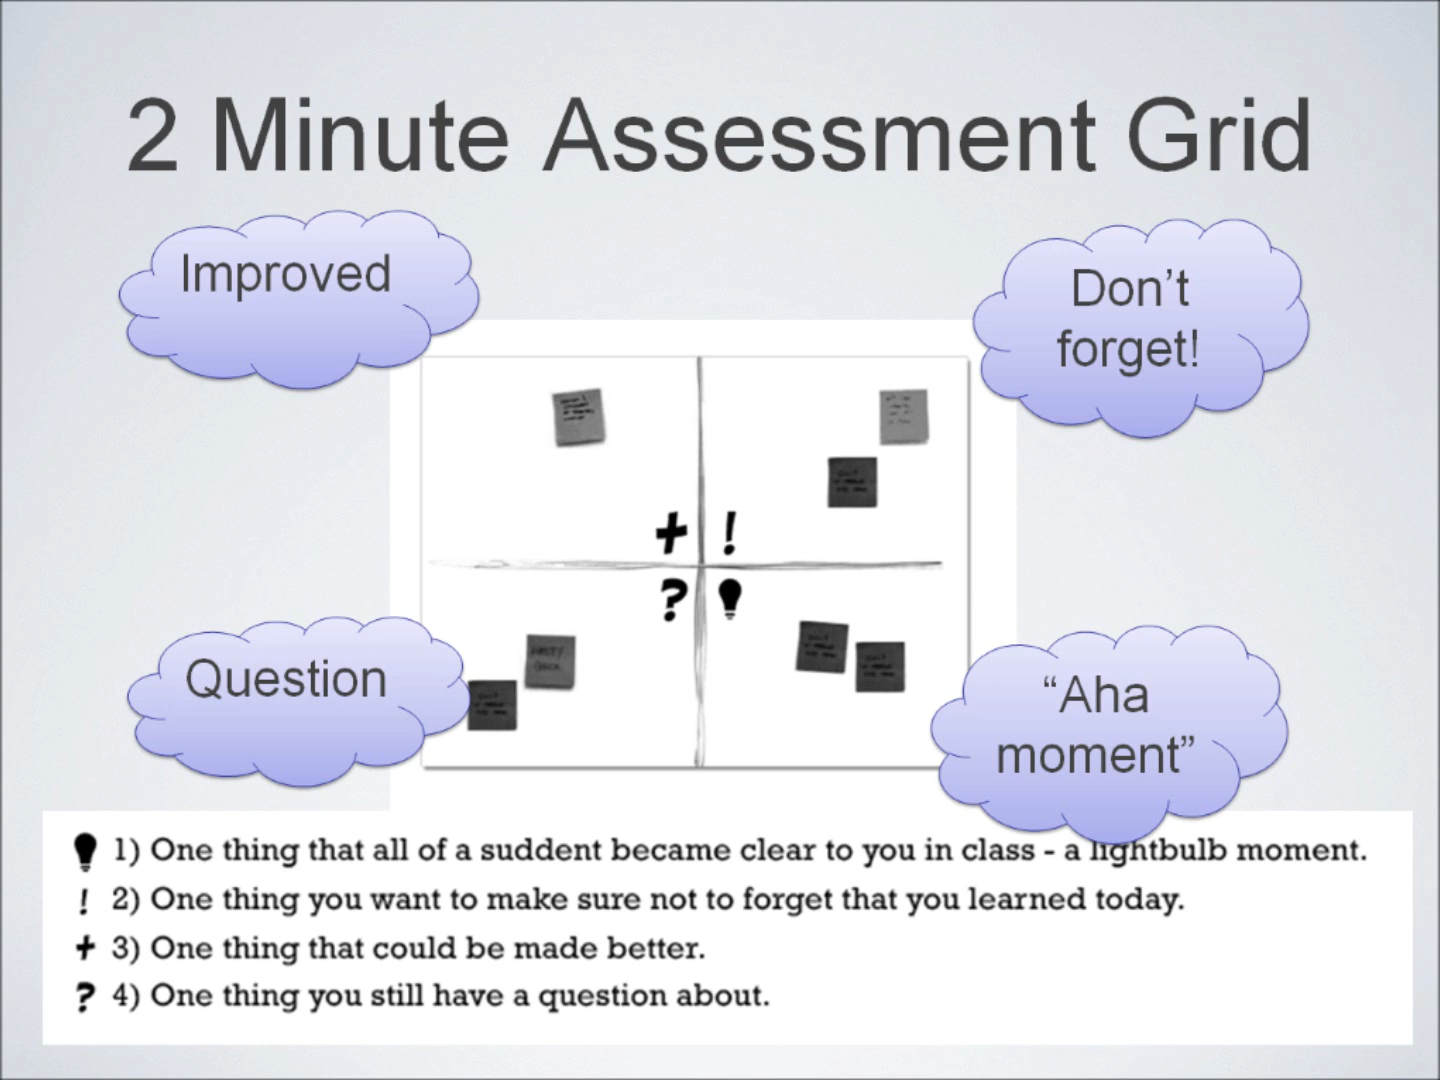 2 Minute Assessment Grid
Improved
Don't
forget!
+ !
?
Question
"Aha
moment"
1) One thing that all of a suddent became clear to you in class - a lightbulb moment.
! 2) One thing you want to make sure not to forget that you learned today.
+ 3) One thing that could be made better.
? 4) One thing you still have a question about.